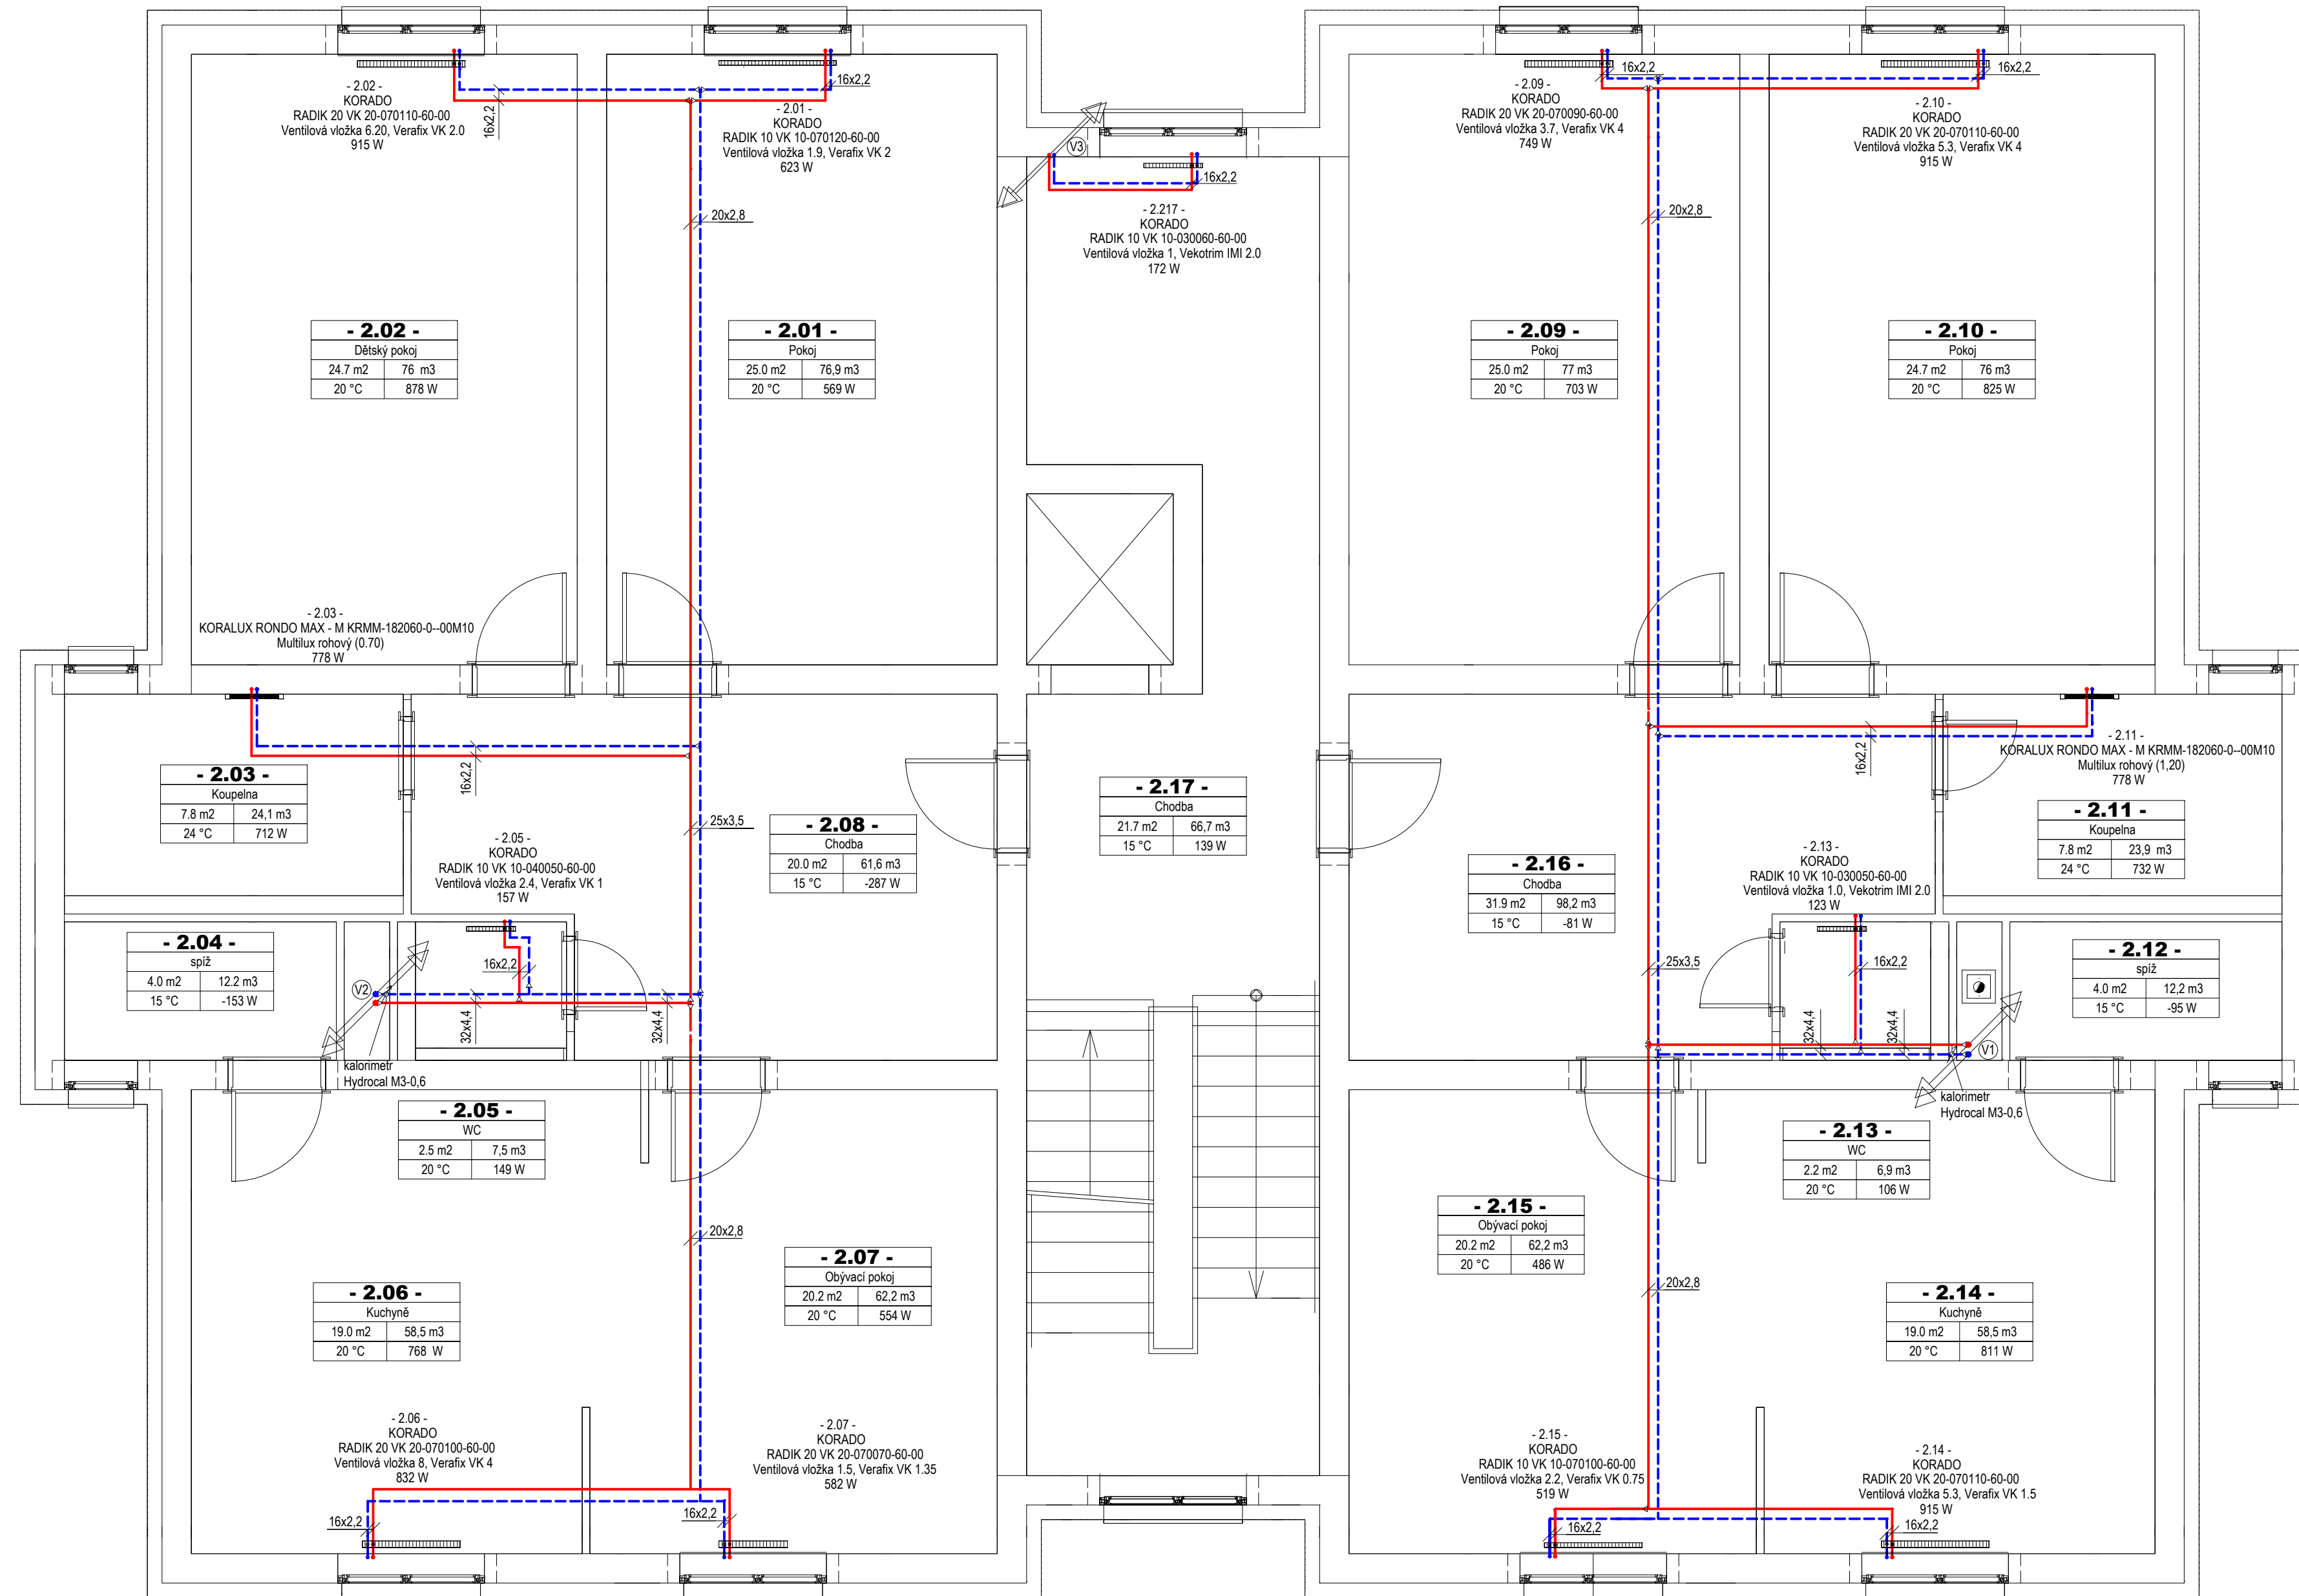 - 2.02 -
KORADO
RADIK 20 VK 20-070110-60-00
Ventilová vložka 6.20, Verafix VK 2.0
915 W
16x2,2
16x2,2
- 2.01 -
KORADO
RADIK 10 VK 10-070120-60-00
Ventilová vložka 1.9, Verafix VK 2
623 W
V3
16x2,2
- 2.217 -
KORADO
RADIK 10 VK 10-030060-60-00
Ventilová vložka 1, Vekotrim IMI 2.0
172 W
- 2.09 -
KORADO
RADIK 20 VK 20-070090-60-00
Ventilová vložka 3.7, Verafix VK 4
749 W
16x2,2
16x2,2
- 2.10 -
KORADO
RADIK 20 VK 20-070110-60-00
Ventilová vložka 5.3, Verafix VK 4
915 W
20x2,8
20x2,8
- 2.02 -
Dětský pokoj
24.7 m2 76 m3
20 °C 878 W
- 2.01 -
Pokoj
25.0 m2 76,9 m3
20 °C 569 W
- 2.09 -
Pokoj
25.0 m2 77 m3
20 °C 703 W
- 2.10 -
Pokoj
24.7 m2 76 m3
20 °C 825 W
- 2.03 -
KORALUX RONDO MAX - M KRMM-182060-0--00M10
Multilux rohový (0.70)
778 W
16x2,2
- 2.03 -
Koupelna
7.8 m2 24,1 m3
24 °C 712 W
25x3,5
- 2.08 -
Chodba
20.0 m2 61,6 m3
15 °C -287 W
- 2.17 -
Chodba
21.7 m2 66,7 m3
15 °C 139 W
16x2,2
- 2.11 -
KORALUX RONDO MAX - M KRMM-182060-0--00M10
Multilux rohový (1,20)
778 W
- 2.11 -
Koupelna
7.8 m2 23,9 m3
24 °C 732 W
- 2.05 -
KORADO
RADIK 10 VK 10-040050-60-00
Ventilová vložka 2.4, Verafix VK 1
157 W
- 2.16 -
Chodba
31.9 m2 98,2 m3
15 °C -81 W
- 2.13 -
KORADO
RADIK 10 VK 10-030050-60-00
Ventilová vložka 1.0, Vekotrim IMI 2.0
123 W
- 2.04 -
spíž
4.0 m2 12.2 m3
15 °C -153 W
V2
16x2,2
32x4,4
32x4,4
25x3,5
16x2,2
32x4,4
32x4,4
V1
- 2.12 -
spíž
4.0 m2 12,2 m3
15 °C -95 W
kalorimetr
Hydrocal M3-0,6
kalorimetr
Hydrocal M3-0,6
- 2.05 -
WC
2.5 m2 7,5 m3
20 °C 149 W
- 2.13 -
WC
2.2 m2 6,9 m3
20 °C 106 W
20x2,8
- 2.07 -
Obývací pokoj
20.2 m2 62,2 m3
20 °C 554 W
- 2.15 -
Obývací pokoj
20.2 m2 62,2 m3
20 °C 486 W
20x2,8
- 2.06 -
Kuchyně
19.0 m2 58,5 m3
20 °C 768 W
- 2.14 -
Kuchyně
19.0 m2 58,5 m3
20 °C 811 W
- 2.06 -
KORADO
RADIK 20 VK 20-070100-60-00
Ventilová vložka 8, Verafix VK 4
832 W
- 2.07 -
KORADO
RADIK 20 VK 20-070070-60-00
Ventilová vložka 1.5, Verafix VK 1.35
582 W
- 2.15 -
KORADO
RADIK 10 VK 10-070100-60-00
Ventilová vložka 2.2, Verafix VK 0.75
519 W
- 2.14 -
KORADO
RADIK 20 VK 20-070110-60-00
Ventilová vložka 5.3, Verafix VK 1.5
915 W
16x2,2
16x2,2
16x2,2
16x2,2